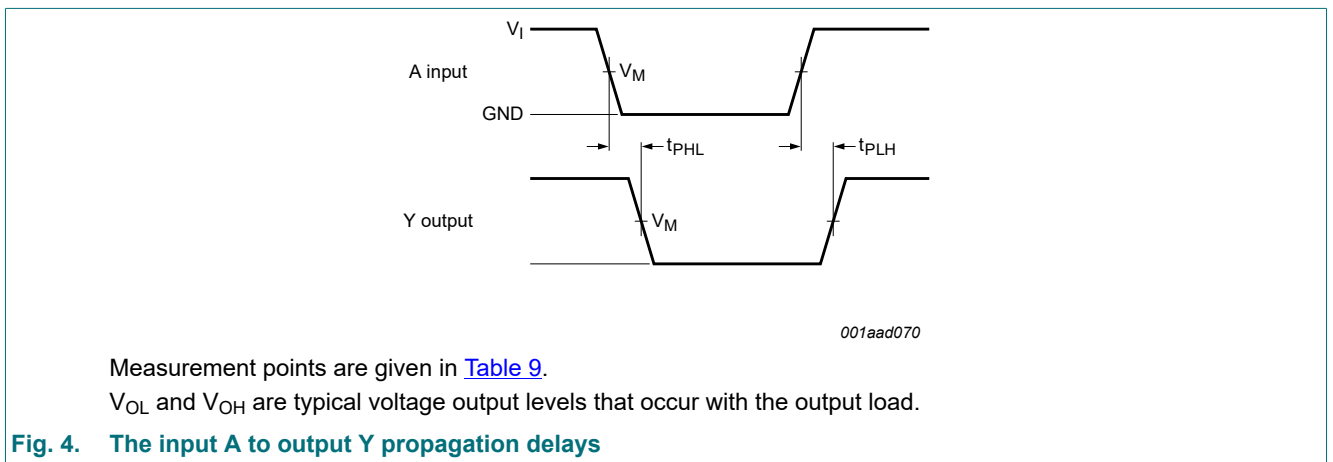 VI
A input
VM
GND
tPHL
tPLH
Y output
VM
001aad070
Measurement points are given in Table 9.
VOL and VOH are typical voltage output levels that occur with the output load.
Fig. 4. The input A to output Y propagation delays